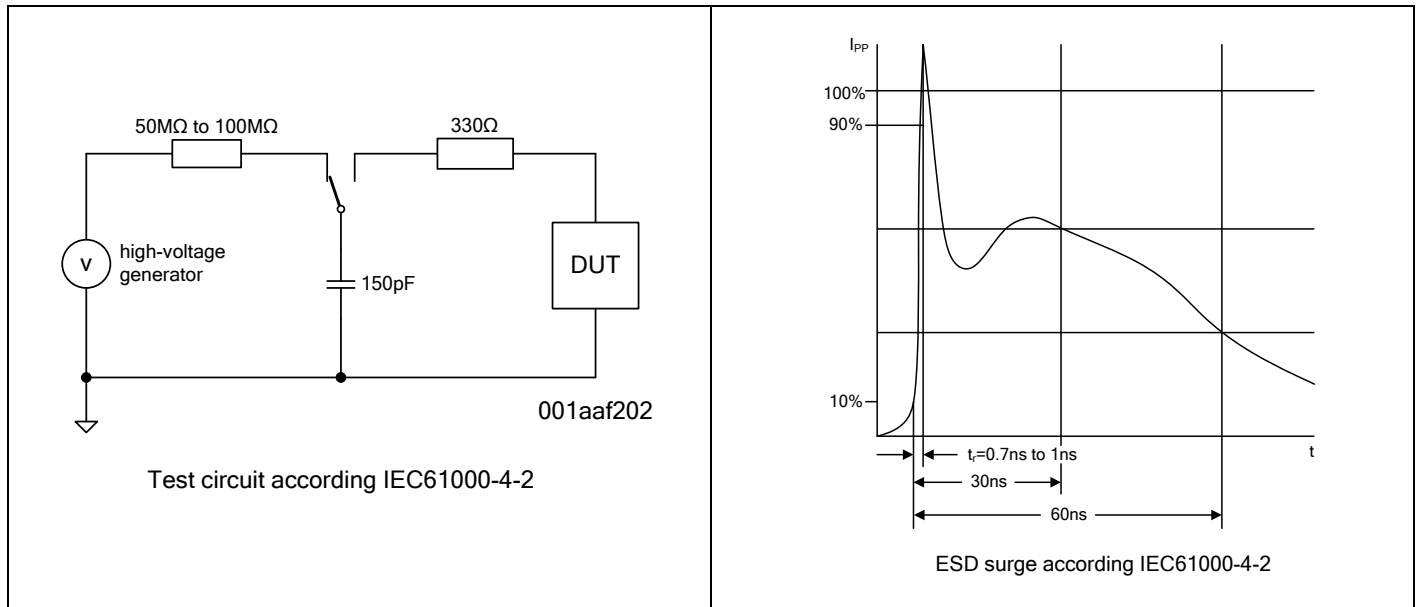 50MΩ to 100MΩ
330Ω
V
high-voltage
generator
150pF
DUT
001aaf202
Test circuit according IEC61000-4-2
IPP
100%
90%
10%
t
tr=0.7ns to 1ns
30ns
60ns
ESD surge according IEC61000-4-2